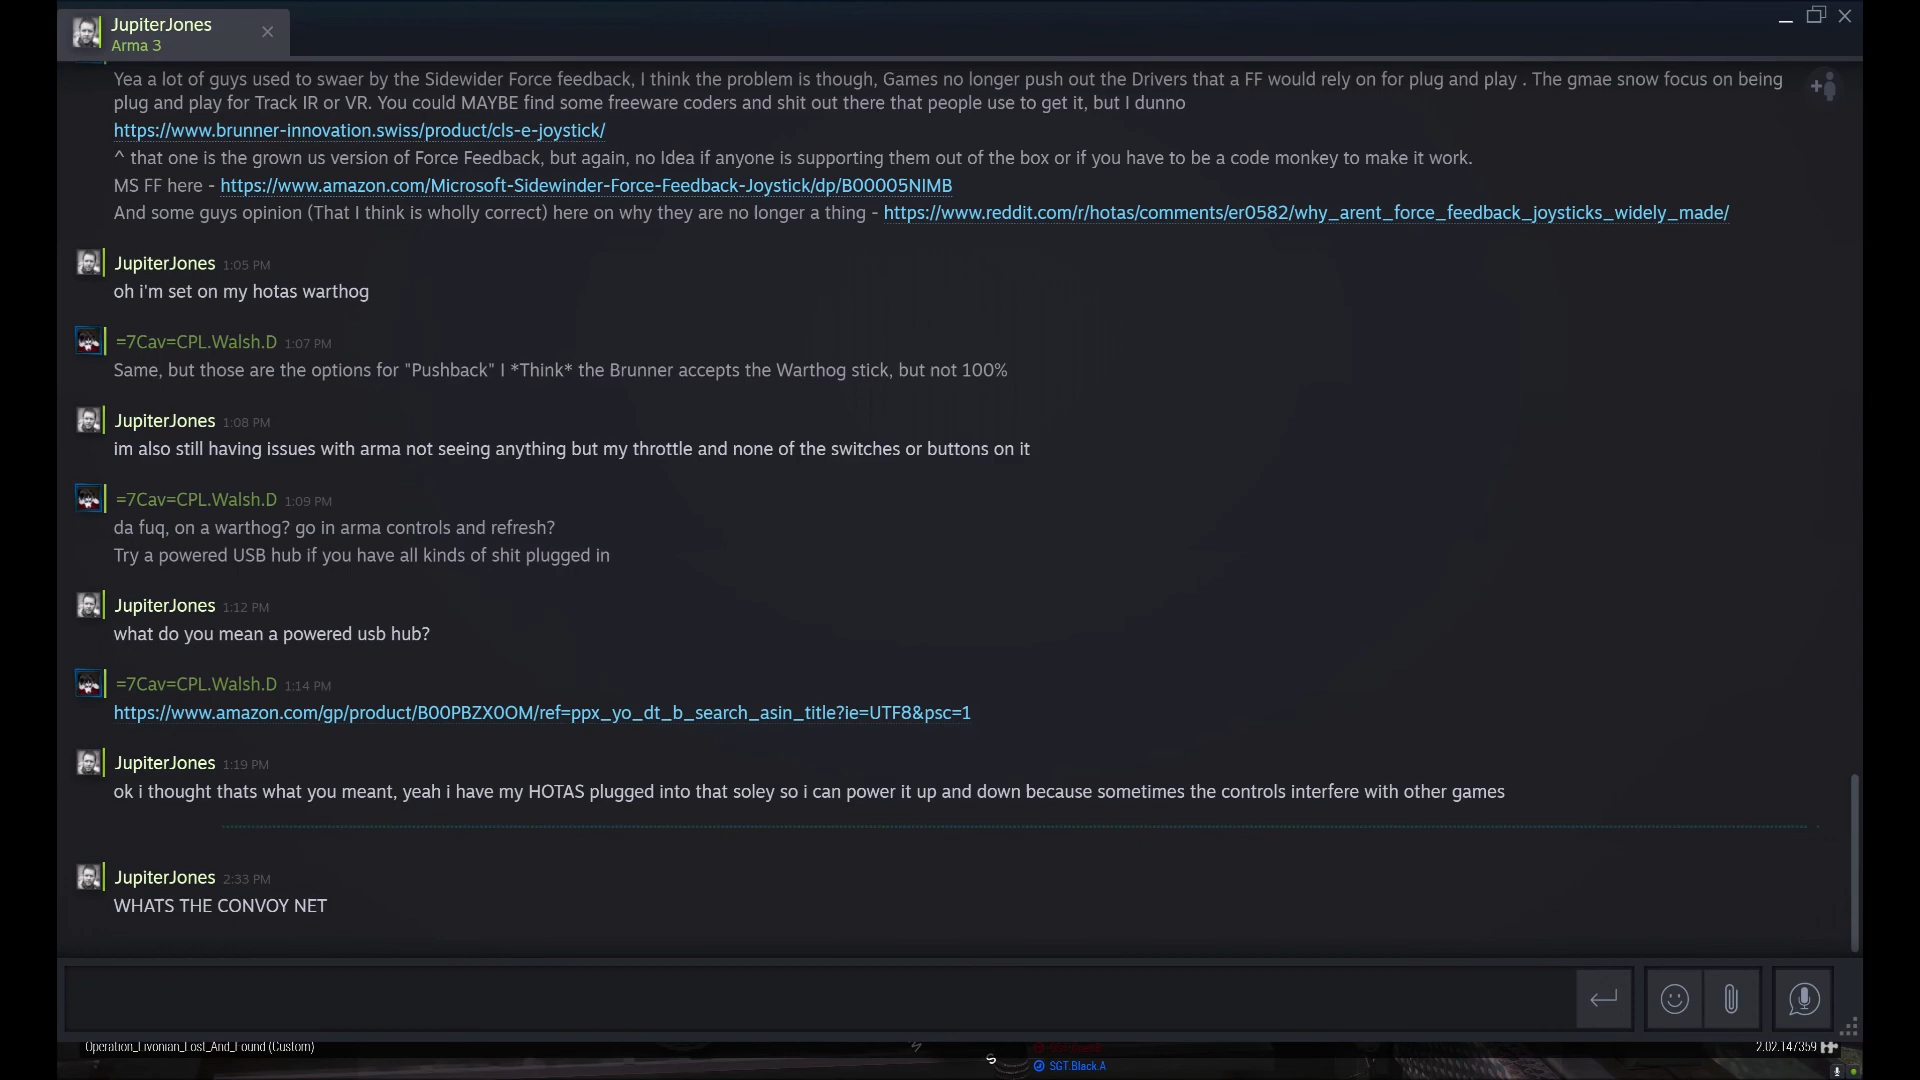 JupiterJones
Arma 3
Yea a lot of guys used to swaer by the Sidewider Force feedback, I think the problem is though, Games no longer push out the Drivers that a FF would rely on for plug and play . The gmae snow focus on being
plug and play for Track IR or VR. You could MAYBE find some freeware coders and shit out there that people use to get it, but I dunno
https://www.brunner-innovation.swiss/product/cls-e-joystick/
^ that one is the grown us version of Force Feedback, but again, no Idea if anyone is supporting them out of the box or if you have to be a code monkey to make it work.
MS FF here - https://www.amazon.com/Microsoft-Sidewinder-Force-Feedback-Joystick/dp/B00005NIMB
And some guys opinion (That I think is wholly correct) here on why they are no longer a thing - https://www.reddit.com/r/hotas/comments/er0582/why_arent_force_feedback_joysticks_widely_made/
JupiterJones 1:05 PM
oh i'm set on my hotas warthog
=7Cav=CPL.Walsh.D 1:07 PM
Same, but those are the options for "Pushback" I *Think* the Brunner accepts the Warthog stick, but not 100%
JupiterJones 1:08 PM
im also still having issues with arma not seeing anything but my throttle and none of the switches or buttons on it
=7Cav=CPL.Walsh.D 1:09 PM
da fuq, on a warthog? go in arma controls and refresh?
Try a powered USB hub if you have all kinds of shit plugged in
JupiterJones 1:12 PM
what do you mean a powered usb hub?
=7Cav=CPL.Walsh.D 1:14 PM
https://www.amazon.com/gp/product/B00PBZX0OM/ref=ppx_yo_dt_b_search_asin_title?ie=UTF8&psc=1
JupiterJones 1:19 PM
ok i thought thats what you meant, yeah i have my HOTAS plugged into that soley so i can power it up and down because sometimes the controls interfere with other games
JupiterJones 2:33 PM
WHATS THE CONVOY NET
Operation_Livonian_Lost_And_Found (Custom)
2.02.147359
S
SGT.Black.A